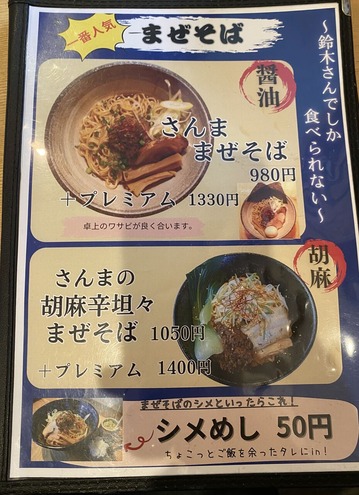 一番人気
まぜそば
～鈴木さんでしか
食べられない～
醤油
さんま
まぜそば
980円
＋プレミアム 1330円
卓上のワサビが良く合います。
胡麻
さんまの
胡麻辛坦々
まぜそば 1050円
＋プレミアム 1400円
まぜそばのシメといったらこれ！
シメめし 50円
ちょこっとご飯を余ったタレにin！